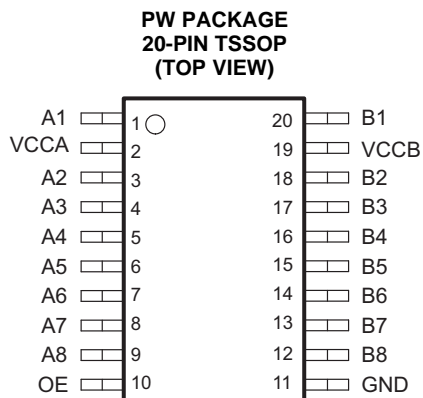 PW PACKAGE
20-PIN TSSOP
(TOP VIEW)
A1 1 20 B1
VCCA 2 19 VCCB
A2 3 18 B2
A3 4 17 B3
A4 5 16 B4
A5 6 15 B5
A6 7 14 B6
A7 8 13 B7
A8 9 12 B8
OE 10 11 GND